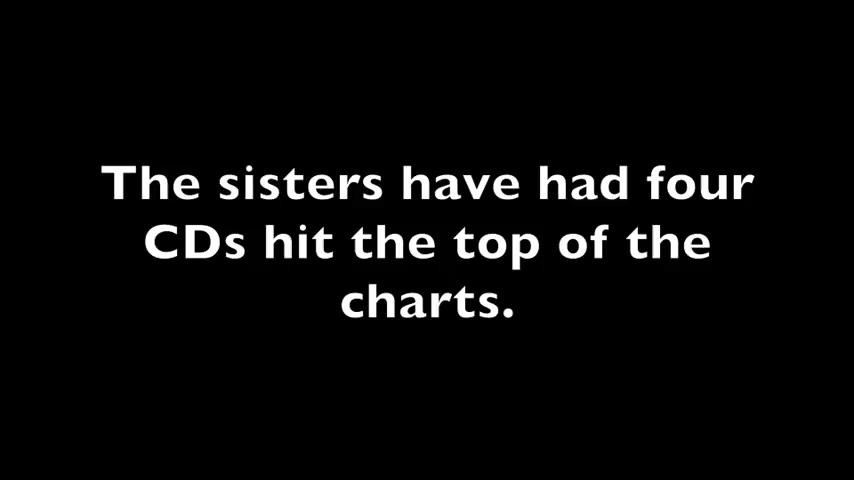 The sisters have had four
CDs hit the top of the
charts.